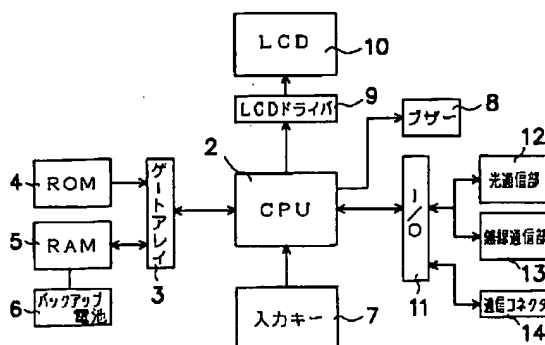 LCD
10
LCDドライバ
9
ブザー
8
2
CPU
12
光通信部
4
ROM
ゲートアレイ
3
I/O
11
5
RAM
無線通信部
13
6
バックアップ
電池
入力キー
7
通信コネクタ
14